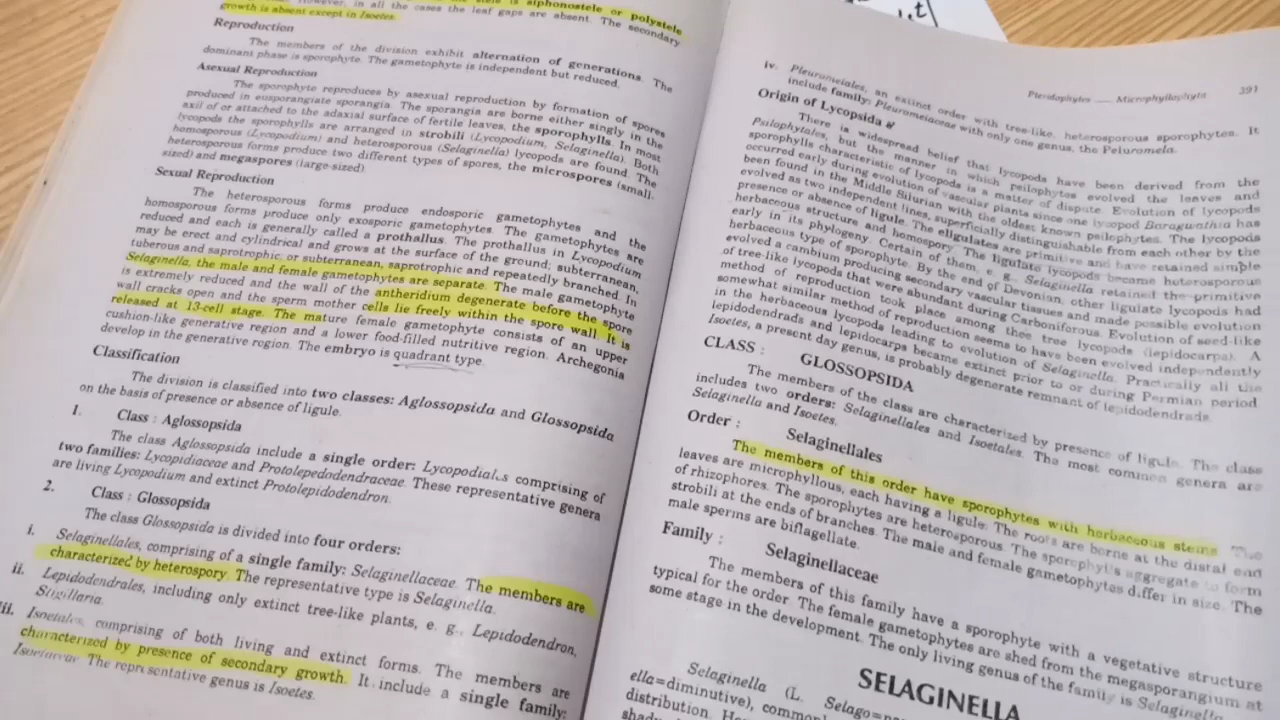 stele is siphonostele or polystele
However, in all the cases the leaf gaps are absent. The secondary
growth is absent except in Isoetes.
Reproduction
The members of the division exhibit alternation of generations. The
dominant phase is sporophyte. The gametophyte is independent but reduced.
Asexual Reproduction
The sporophyte reproduces by asexual reproduction by formation of spores
produced in eusporangiate sporangia. The sporangia are borne either singly in the
axil of or attached to the adaxial surface of fertile leaves, the sporophylls. In most
lycopods the sporophylls are arranged in strobili (Lycopodium, Selaginella). Both
homosporous (Lycopodium) and heterosporous (Selaginella) lycopods are found. The
heterosporous forms produce two different types of spores, the microspores (small-
sized) and megaspores (large-sized)
Sexual Reproduction
The heterosporous forms produce endosporic gametophytes and the
homosporous forms produce only exosporic gametophytes. The gametophytes are
reduced and each is generally called a prothallus. The prothallus in Lycopodium
may be erect and cylindrical and grows at the surface of the ground; subterranean,
tuberous and saprotrophic, or subterranean, saprotrophic and repeatedly branched. In
Selaginella, the male and female gametophytes are separate. The male gametophyte
is extremely reduced and the wall of the antheridium degenerate before the spore
wall cracks open and the sperm mother cells lie freely within the spore wall. It is
released at 13-cell stage. The mature female gametophyte consists of an upper
cushion-like generative region and a lower food-filled nutritive region. Archegonia
develop in the generative region. The embryo is quadrant type.
Classification
The division is classified into two classes: Aglossopsida and Glossopsida
on the basis of presence or absence of ligule.
1. Class : Aglossopsida
The class Aglossopsida include a single order: Lycopodiales comprising of
two families: Lycopidiaceae and Protolepedodendraceae. These representative genera
are living Lycopodium and extinct Protolepidodendron.
2. Class : Glossopsida
The class Glossopsida is divided into four orders:
i. Selaginellales, comprising of a single family: Selaginellaceae. The members are
characterized by heterospory. The representative type is Selaginella.
ii. Lepidodendrales, including only extinct tree-like plants, e. g., Lepidodendron,
Stigillaria.
iii. Isoetales, comprising of both living and extinct forms. The members are
characterized by presence of secondary growth. It include a single family:
Isoetaceae The representative genus is Isoetes.
Pteridophytes — Microphyllophyta 391
iv. Pleuromeiales, an extinct order with tree-like, heterosporous sporophytes. It
include family: Pleuromeiaceae with only one genus, the Peluromela.
Origin of Lycopsida
There is widespread belief that lycopods have been derived from the
Psilophytales, but the manner in which psilophytes evolved the leaves and
sporophylls characteristic of lycopods is a matter of dispute. Evolution of lycopods
occurred early during evolution of vascular plants since one lycopod Baragwathia has
been found in the Middle Silurian with the oldest known psilophytes. The lycopods
evolved as two independent lines, superficially distinguishable from each other by the
presence or absence of ligule. The eligulates are primitive and have retained simple
herbaceous structure and homospory. The ligulate lycopods became heterosporous
early in its phylogeny. Certain of them, e. g., Selaginella retained the primitive
herbaceous type of sporophyte. By the end of Devonian, other ligulate lycopods had
evolved a cambium producing secondary vascular tissues and made possible evolution
of tree-like lycopods that were abundant during Carboniferous. Evolution of seed-like
method of reproduction took place among these tree lycopods (lepidocarpa). A
somewhat similar method of reproduction seems to have been evolved independently
in the herbaceous lycopods leading to evolution of Selaginella. Practically all the
lepidodendrads and lepidocarps became extinct prior to or during Permian period
Isoetes, a present day genus, is probably degenerate remnant of lepidodendrads.
CLASS : GLOSSOPSIDA
The members of the class are characterized by presence of ligule. The class
includes two orders: Selaginellales and Isoetales. The most common genera are
Selaginella and Isoetes.
Order : Selaginellales
The members of this order have sporophytes with herbaceous stems The
leaves are microphyllous, each having a ligule. The roots are borne at the distal end
of rhizophores. The sporophytes are heterosporous. The sporophyls aggregate to form
strobili at the ends of branches. The male and female gametophytes differ in size. The
male sperms are biflagellate.
Family : Selaginellaceae
The members of this family have a sporophyte with a vegetative structure
typical for the order. The female gametophytes are shed from the megasporangium at
some stage in the development. The only living genus of the family is Selaginella
SELAGINELLA
Selaginella (L. Selago=
ella=diminutive), common
distribution.